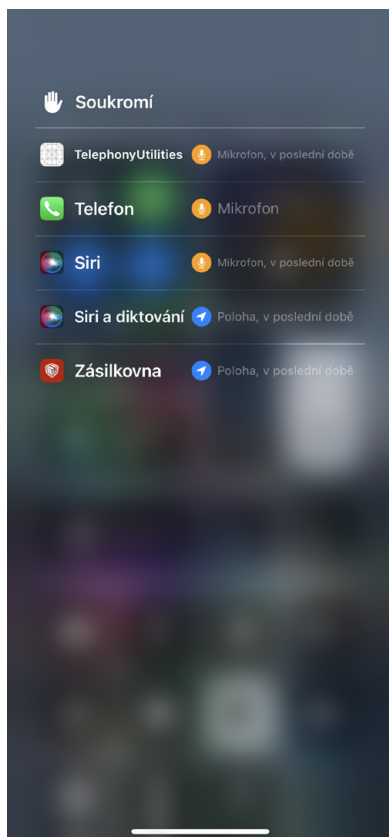 Soukromí
TelephonyUtilities Mikrofon, v poslední době
Telefon Mikrofon
Siri Mikrofon, v poslední době
Siri a diktování Poloha, v poslední době
Zásilkovna Poloha, v poslední době